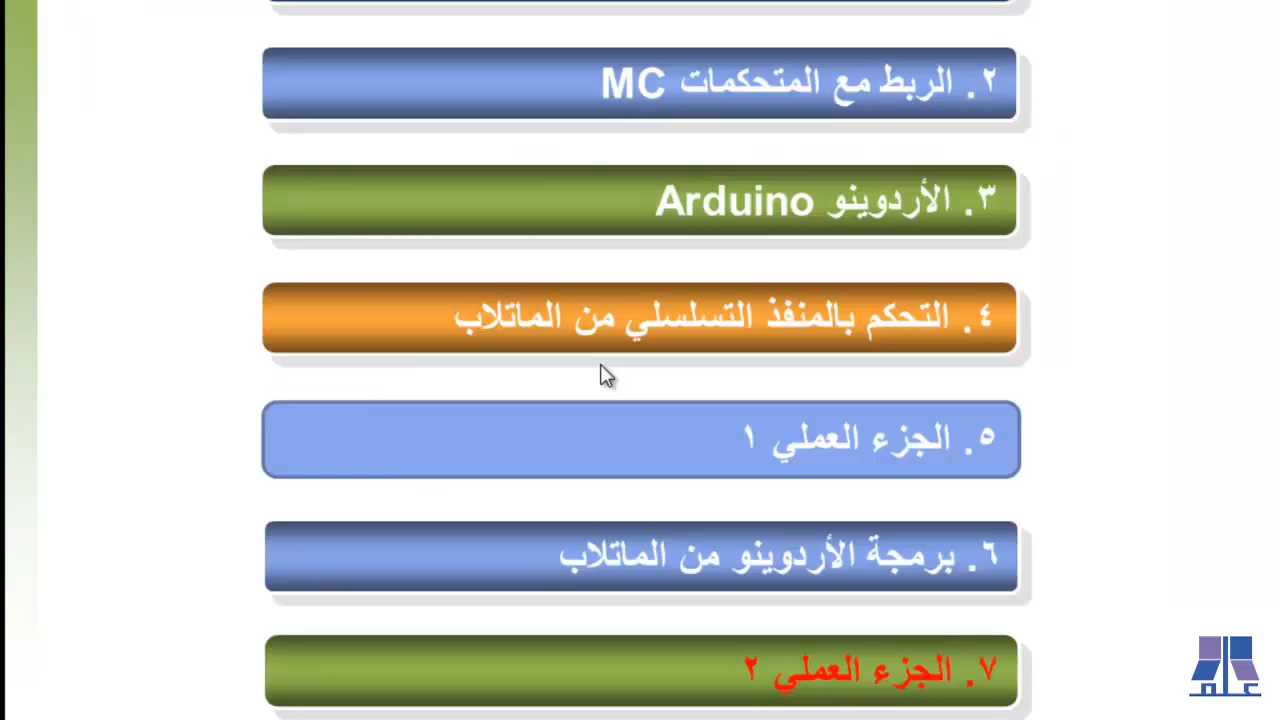 ٢. الربط مع المتحكمات MC
٣. الأردوينو Arduino
٤. التحكم بالمنفذ التسلسلي من الماتلاب
٥. الجزء العملي ١
٦. برمجة الأردوينو من الماتلاب
٧. الجزء العملي ٢
علم